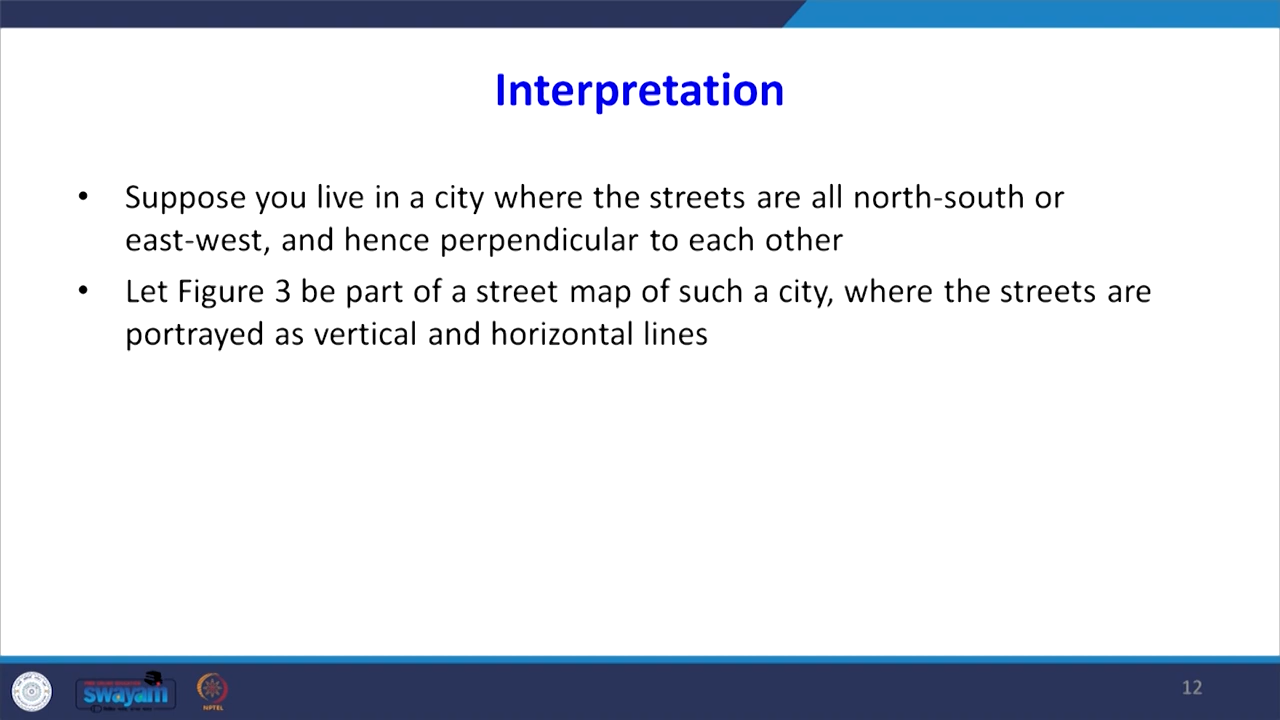 Interpretation
• Suppose you live in a city where the streets are all north-south or
east-west, and hence perpendicular to each other
• Let Figure 3 be part of a street map of such a city, where the streets are
portrayed as vertical and horizontal lines
swayam
NPTEL
12